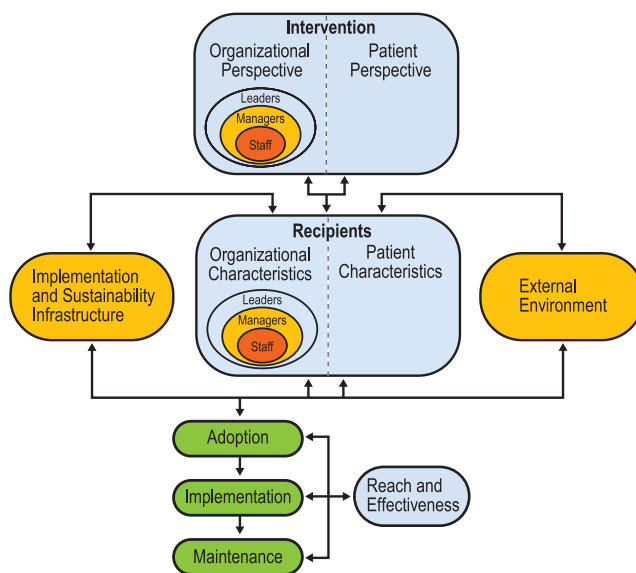 Intervention
Organizational
Perspective
Patient
Perspective
Leaders
Managers
Staff
Recipients
Organizational
Characteristics
Patient
Characteristics
Leaders
Managers
Staff
Implementation
and Sustainability
Infrastructure
External
Environment
Adoption
Implementation
Maintenance
Reach and
Effectiveness